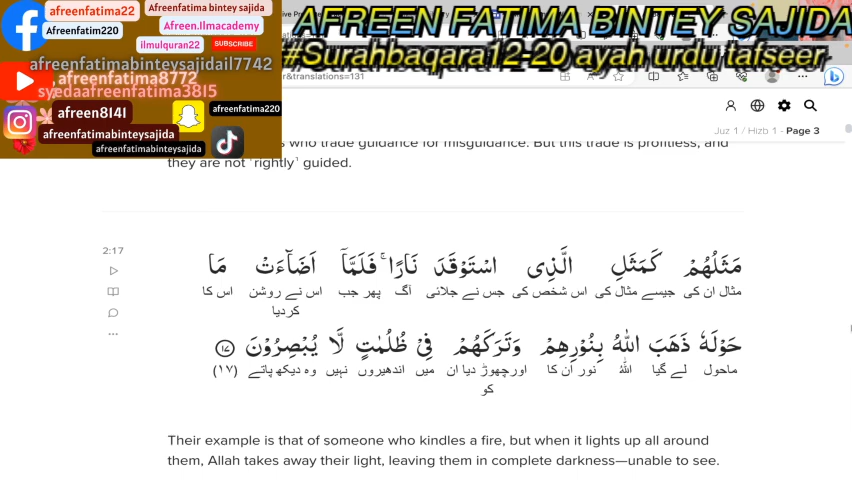 afreenfatima22
Afreenfatima bintey sajida
Afreenfatim220
Afreen.Ilmacademy
ilmulquran22
SUBSCRIBE
afreenfatimabinteysajidail7742
afreenfatima8772
syedaafreenfatima3815
afreen8141
afreenfatima220
afreenfatimabinteysajida
afreenfatimabinteysajida
AFREEN FATIMA BINTEY SAJIDA
#Surahbaqara12-20 ayah urdu tafseer
r&translations=131
Juz 1 / Hizb 1 - Page 3
s who trade guidance for misguidance. But this trade is profitless, and
they are not ˹rightly˺ guided.
2:17
مَثَلُهُمْ كَمَثَلِ الَّذِی اسْتَوْقَدَ نَارًا ۚ فَلَمَّاۤ اَضَآءَتْ مَا
مثال ان کی جیسے مثال کی اس شخص کی جس نے جلائی آگ پھر جب اس نے روشن اس کا
کردیا
حَوْلَهٗ ذَهَبَ اللّٰهُ بِنُوْرِهِمْ وَتَرَكَهُمْ فِیْ ظُلُمٰتٍ لَّا یُبْصِرُوْنَ ۝۱۷
ماحول لے گیا اللّٰهُ نور ان کا اورچھوڑ دیا ان میں اندھیروں نہیں وہ دیکھ پاتے (۱۷)
کو
Their example is that of someone who kindles a fire, but when it lights up all around
them, Allah takes away their light, leaving them in complete darkness—unable to see.